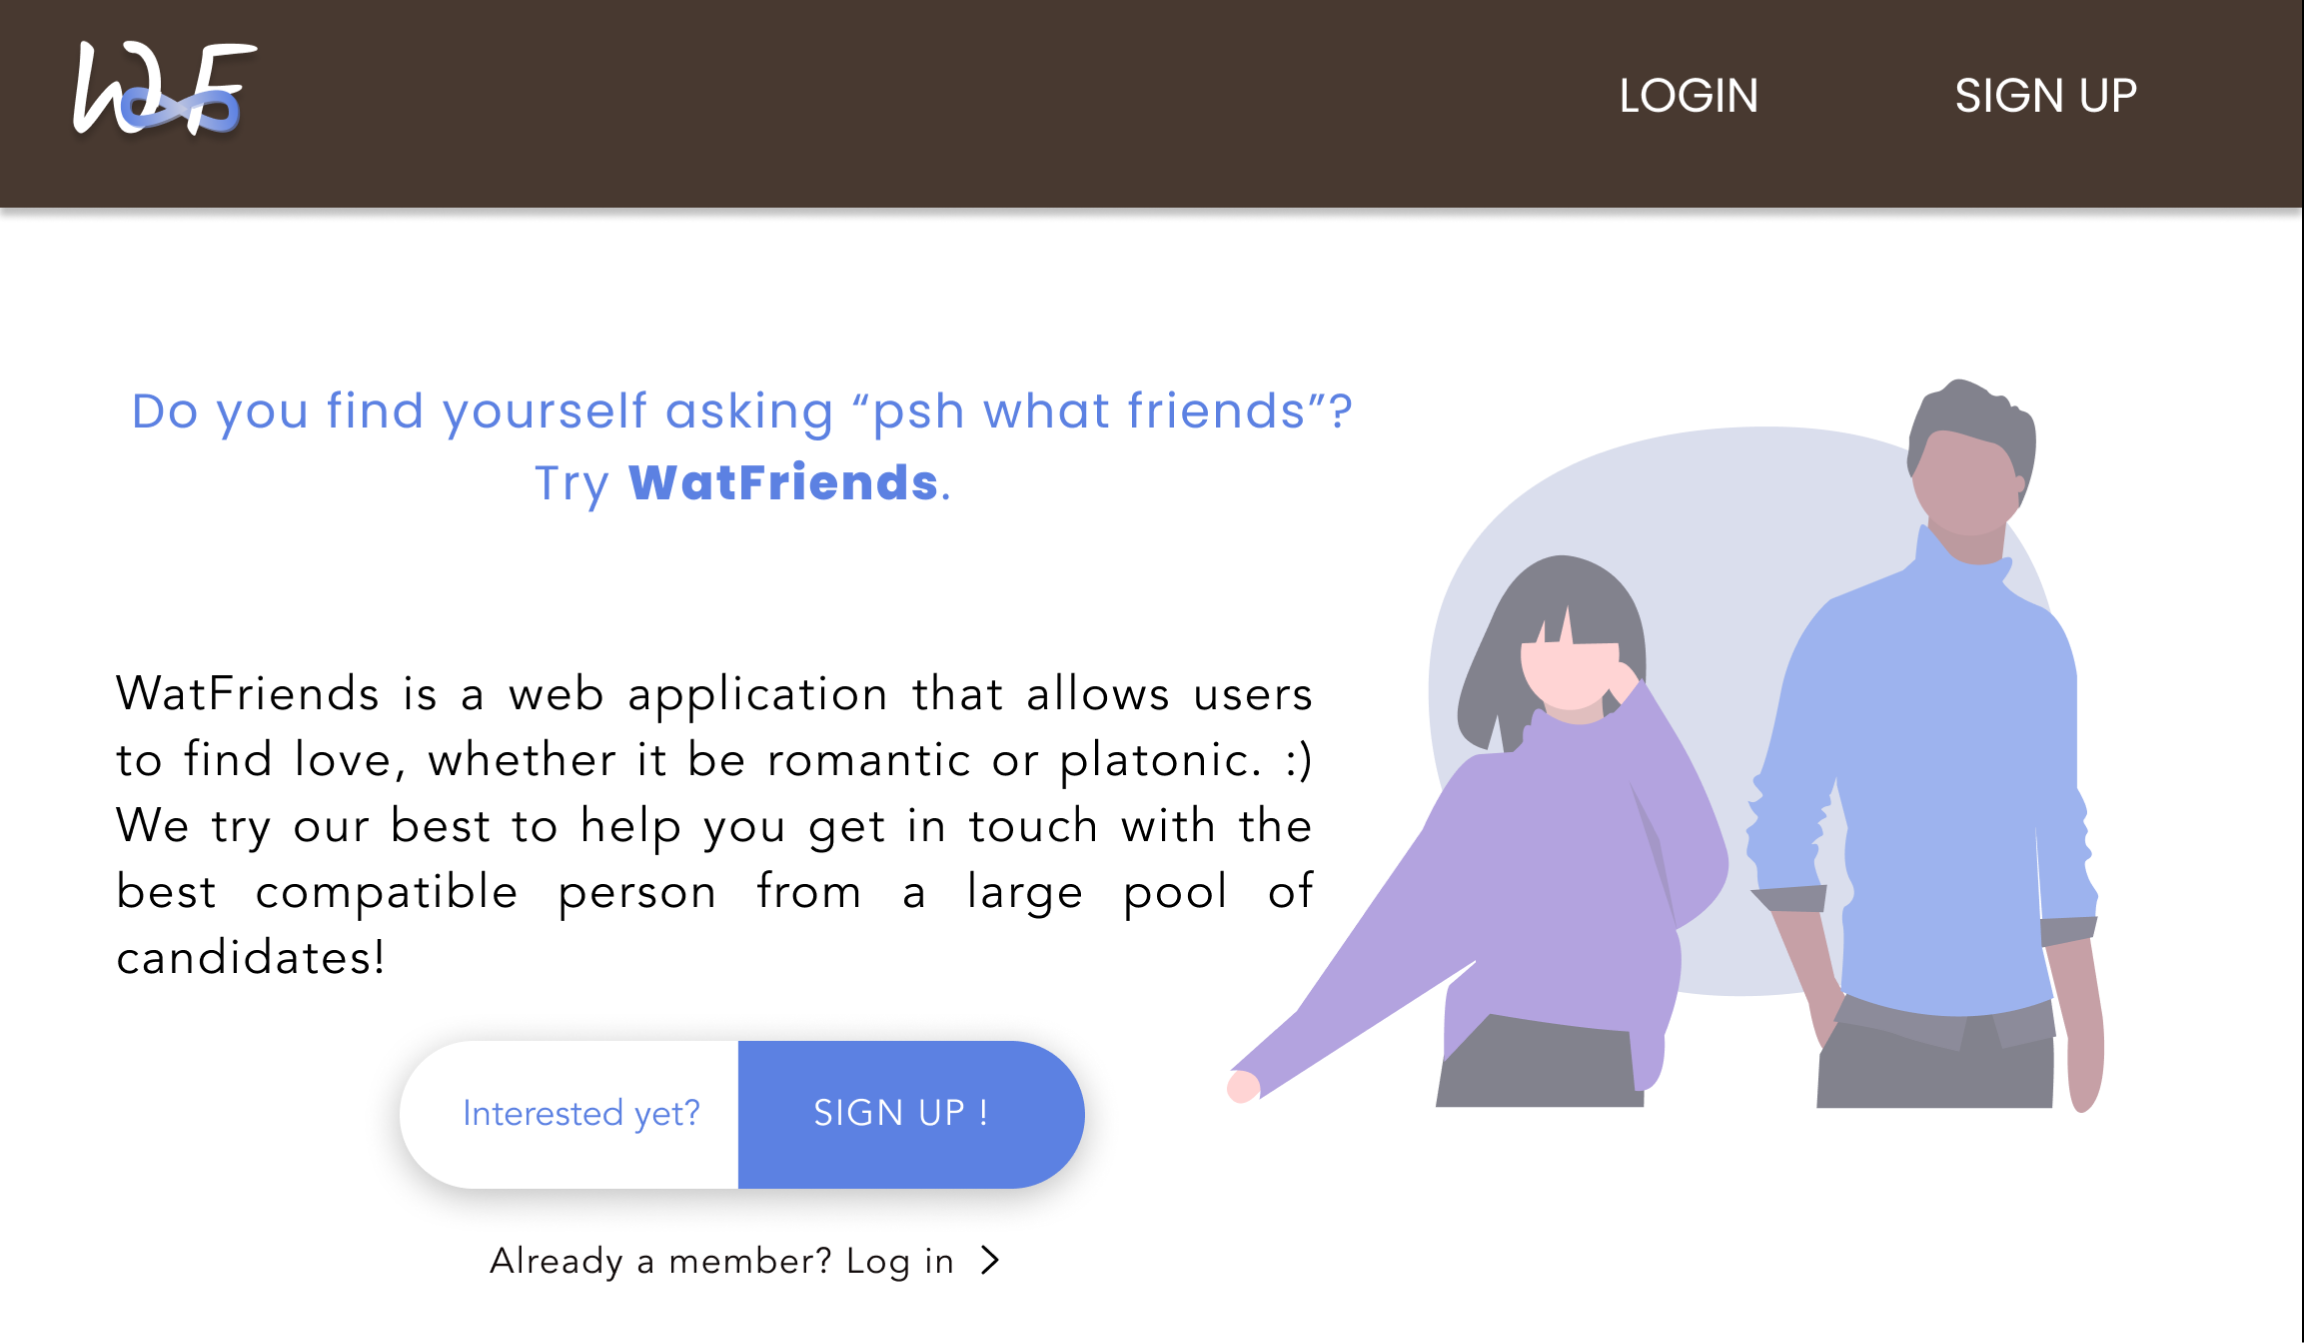 WF
LOGIN SIGN UP
Do you find yourself asking “psh what friends”?
Try WatFriends.
WatFriends is a web application that allows users
to find love, whether it be romantic or platonic. :)
We try our best to help you get in touch with the
best compatible person from a large pool of
candidates!
Interested yet? SIGN UP !
Already a member? Log in >